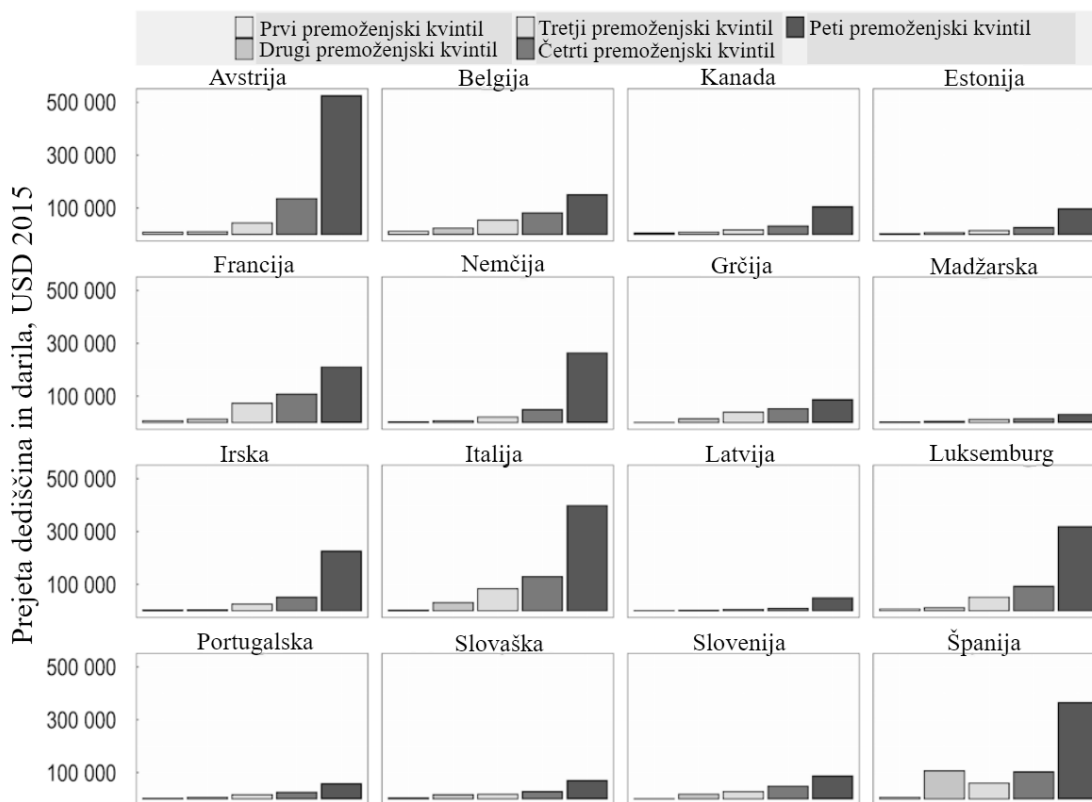 Prvi premoženjski kvintil
Tretji premoženjski kvintil
Peti premoženjski kvintil
Drugi premoženjski kvintil
Četrti premoženjski kvintil
Prejeta dediščina in darila, USD 2015
Avstrija
Belgija
Kanada
Estonija
500 000
300 000
100 000
Francija
Nemčija
Grčija
Madžarska
500 000
300 000
100 000
Irska
Italija
Latvija
Luksemburg
500 000
300 000
100 000
Portugalska
Slovaška
Slovenija
Španija
500 000
300 000
100 000